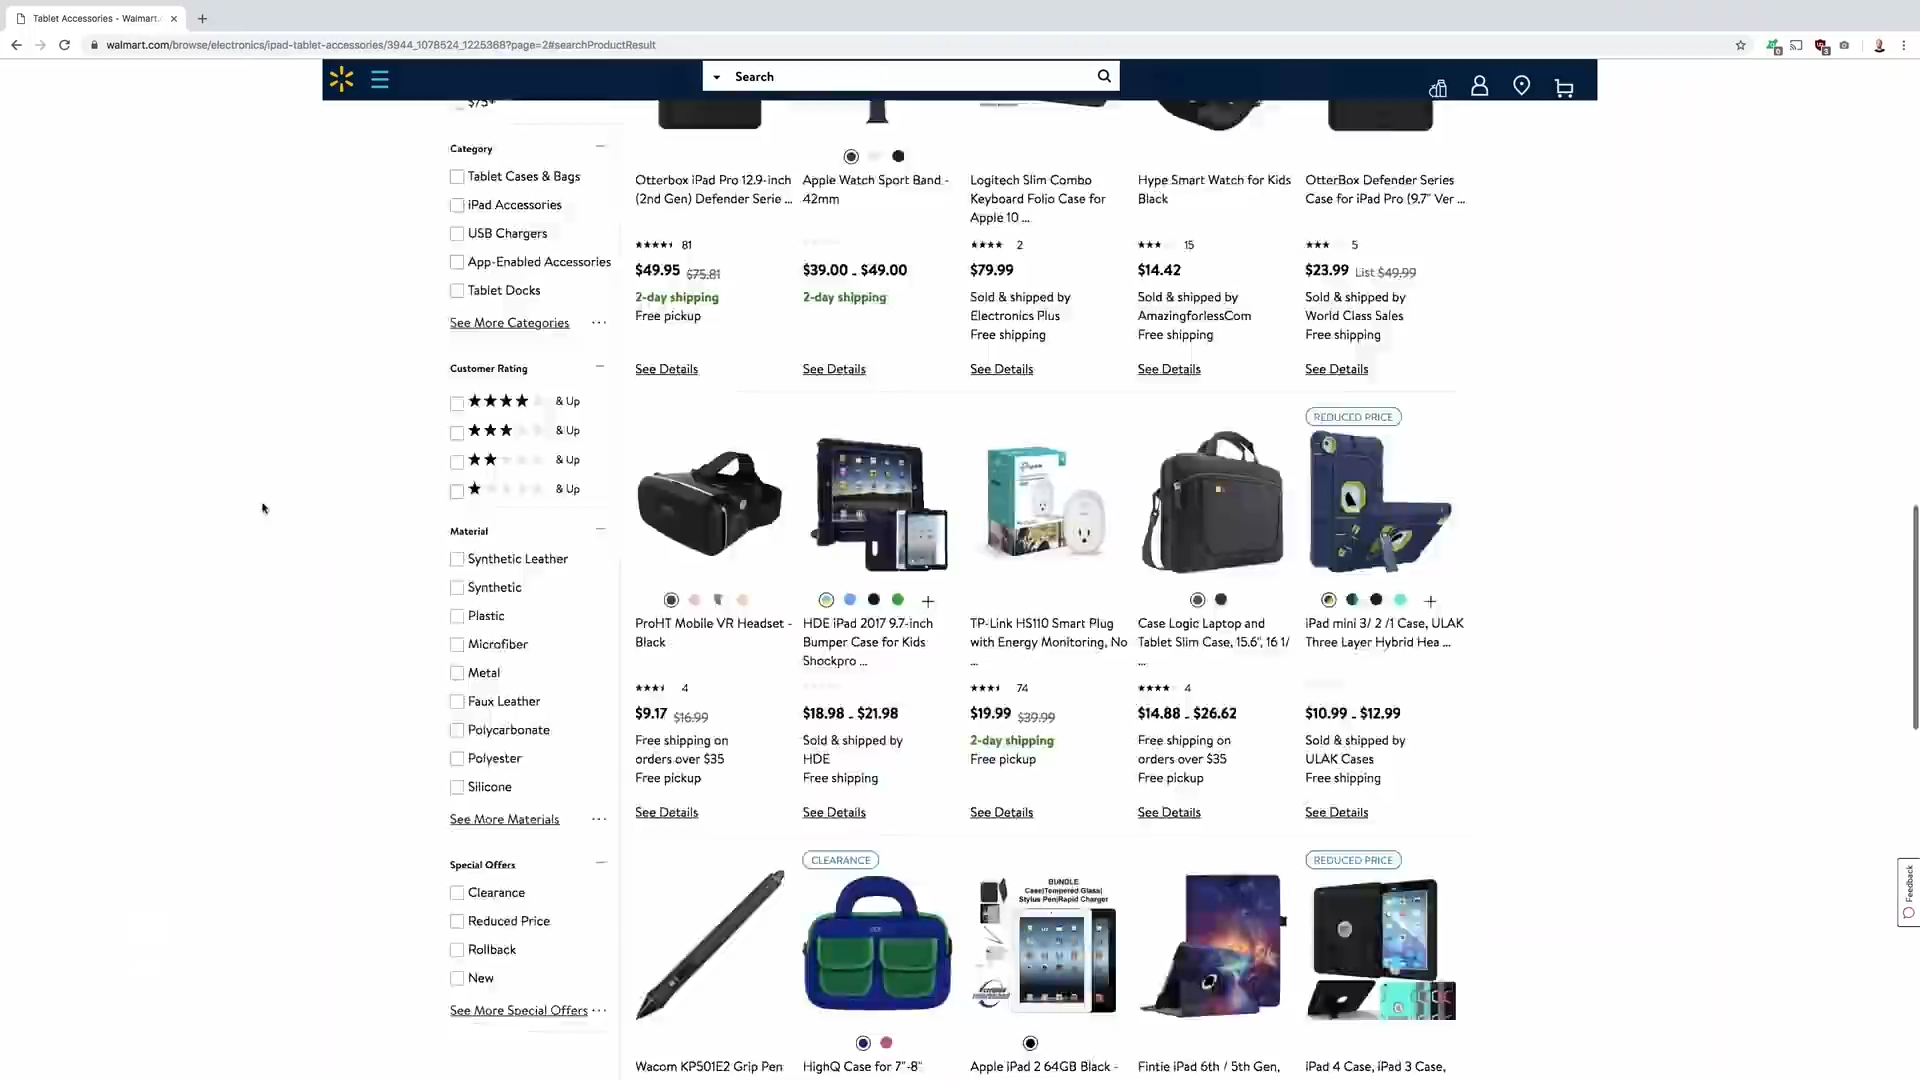 Tablet Accessories - Walmart.
walmart.com/browse/electronics/ipad-tablet-accessories/3944_1078524_1225368?page=2#searchProductResult
Search
$75+
Category
Tablet Cases & Bags
iPad Accessories
USB Chargers
App-Enabled Accessories
Tablet Docks
See More Categories
Customer Rating
& Up
& Up
& Up
& Up
Material
Synthetic Leather
Synthetic
Plastic
Microfiber
Metal
Faux Leather
Polycarbonate
Polyester
Silicone
See More Materials
Special Offers
Clearance
Reduced Price
Rollback
New
See More Special Offers
Otterbox iPad Pro 12.9-inch
(2nd Gen) Defender Serie ...
81
$49.95 $75.81
2-day shipping
Free pickup
See Details
Apple Watch Sport Band -
42mm
$39.00 - $49.00
2-day shipping
See Details
Logitech Slim Combo
Keyboard Folio Case for
Apple 10 ...
2
$79.99
Sold & shipped by
Electronics Plus
Free shipping
See Details
Hype Smart Watch for Kids
Black
15
$14.42
Sold & shipped by
AmazingforlessCom
Free shipping
See Details
OtterBox Defender Series
Case for iPad Pro (9.7" Ver ...
5
$23.99 List $49.99
Sold & shipped by
World Class Sales
Free shipping
See Details
ProHT Mobile VR Headset -
Black
4
$9.17 $16.99
Free shipping on
orders over $35
Free pickup
See Details
HDE iPad 2017 9.7-inch
Bumper Case for Kids
Shockpro ...
$18.98 - $21.98
Sold & shipped by
HDE
Free shipping
See Details
TP-Link HS110 Smart Plug
with Energy Monitoring, No
...
74
$19.99 $39.99
2-day shipping
Free pickup
See Details
Case Logic Laptop and
Tablet Slim Case, 15.6", 16 1/
...
4
$14.88 - $26.62
Free shipping on
orders over $35
Free pickup
See Details
REDUCED PRICE
iPad mini 3/ 2 /1 Case, ULAK
Three Layer Hybrid Hea ...
$10.99 - $12.99
Sold & shipped by
ULAK Cases
Free shipping
See Details
Wacom KP501E2 Grip Pen
CLEARANCE
HighQ Case for 7"-8"
BUNDLE
Case|Tempered Glass|
Stylus Pen|Rapid Charger
Apple iPad 2 64GB Black -
Fintie iPad 6th / 5th Gen,
REDUCED PRICE
iPad 4 Case, iPad 3 Case,
Feedback